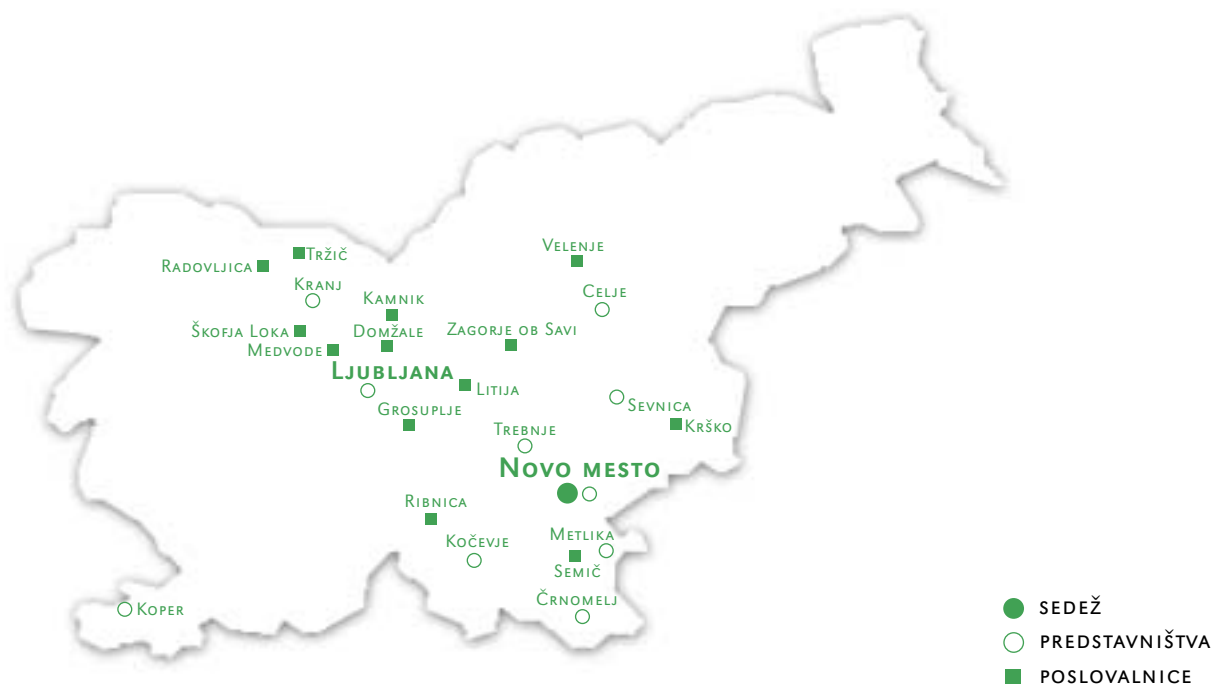 Velenje
Tržič
Radovljica
Kranj
Celje
Kamnik
Škofja Loka
Domžale
Zagorje ob Savi
Medvode
Ljubljana
Litija
Sevnica
Grosuplje
Krško
Trebnje
Novo mesto
Ribnica
Metlika
Kočevje
Semič
Črnomelj
Koper
SEDEŽ
PREDSTAVNIŠTVA
POSLOVALNICE